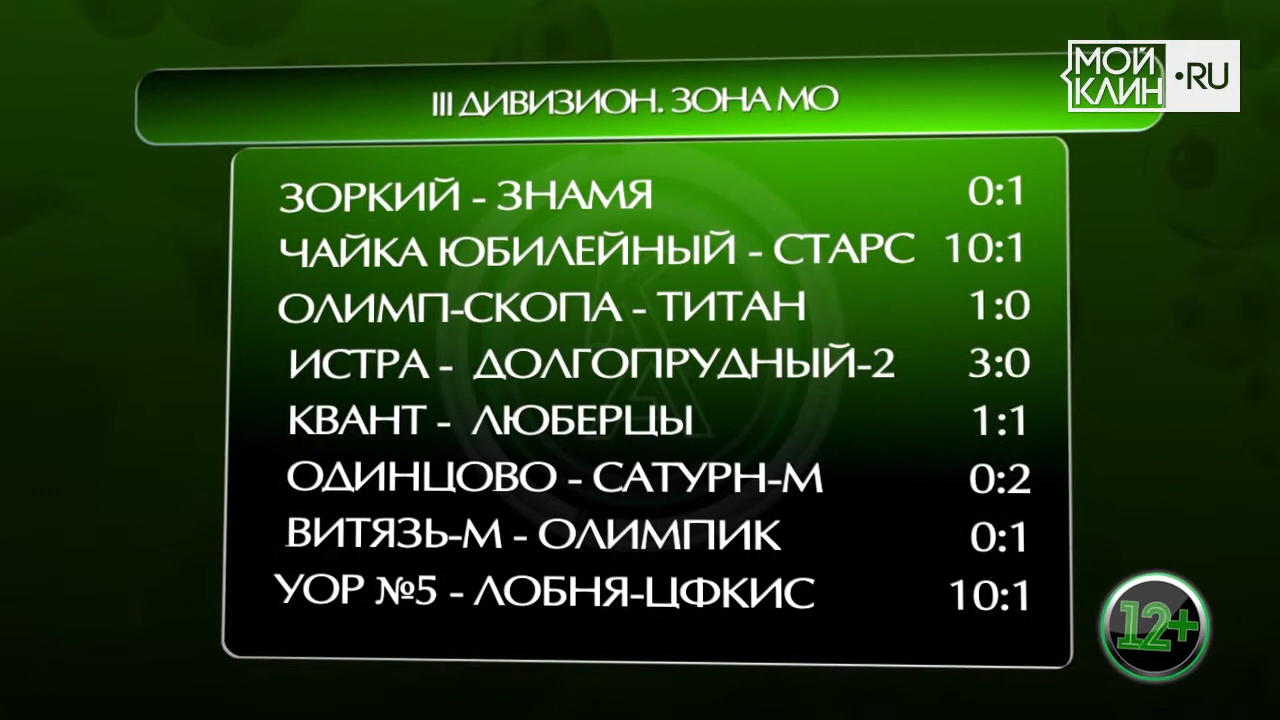 МОЙ
КЛИН
•RU
III ДИВИЗИОН. ЗОНА МО
ЗОРКИЙ - ЗНАМЯ 0:1
ЧАЙКА ЮБИЛЕЙНЫЙ - СТАРС 10:1
ОЛИМП-СКОПА - ТИТАН 1:0
ИСТРА - ДОЛГОПРУДНЫЙ-2 3:0
КВАНТ - ЛЮБЕРЦЫ 1:1
ОДИНЦОВО - САТУРН-М 0:2
ВИТЯЗЬ-М - ОЛИМПИК 0:1
УОР №5 - ЛОБНЯ-ЦФКИС 10:1
12+